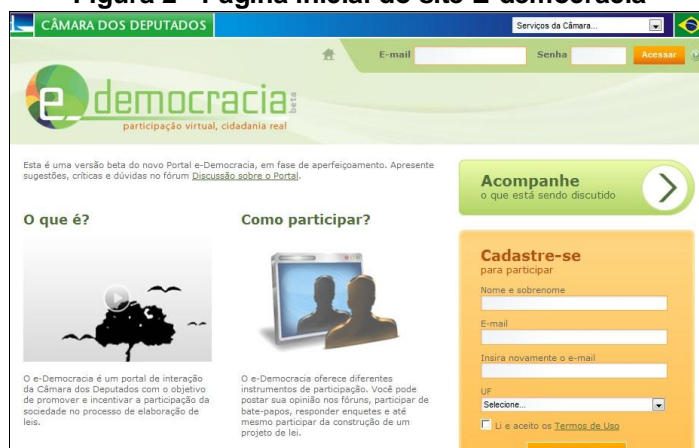 Figura 2 - Página inicial do site E-democracia
CÂMARA DOS DEPUTADOS
Serviços da Câmara...
E-mail
Senha
Acessar
e-democracia beta
participação virtual, cidadania real
Esta é uma versão beta do novo Portal e-Democracia, em fase de aperfeiçoamento. Apresente
sugestões, críticas e dúvidas no fórum Discussão sobre o Portal.
Acompanhe
o que está sendo discutido
O que é?
Como participar?
O e-Democracia é um portal de interação
da Câmara dos Deputados com o objetivo
de promover e incentivar a participação da
sociedade no processo de elaboração de
leis.
O e-Democracia oferece diferentes
instrumentos de participação. Você pode
postar sua opinião nos fóruns, participar de
bate-papos, responder enquetes e até
mesmo participar da construção de um
projeto de lei.
Cadastre-se
para participar
Nome e sobrenome
E-mail
Insira novamente o e-mail
UF
Selecione...
Li e aceito os Termos de Uso